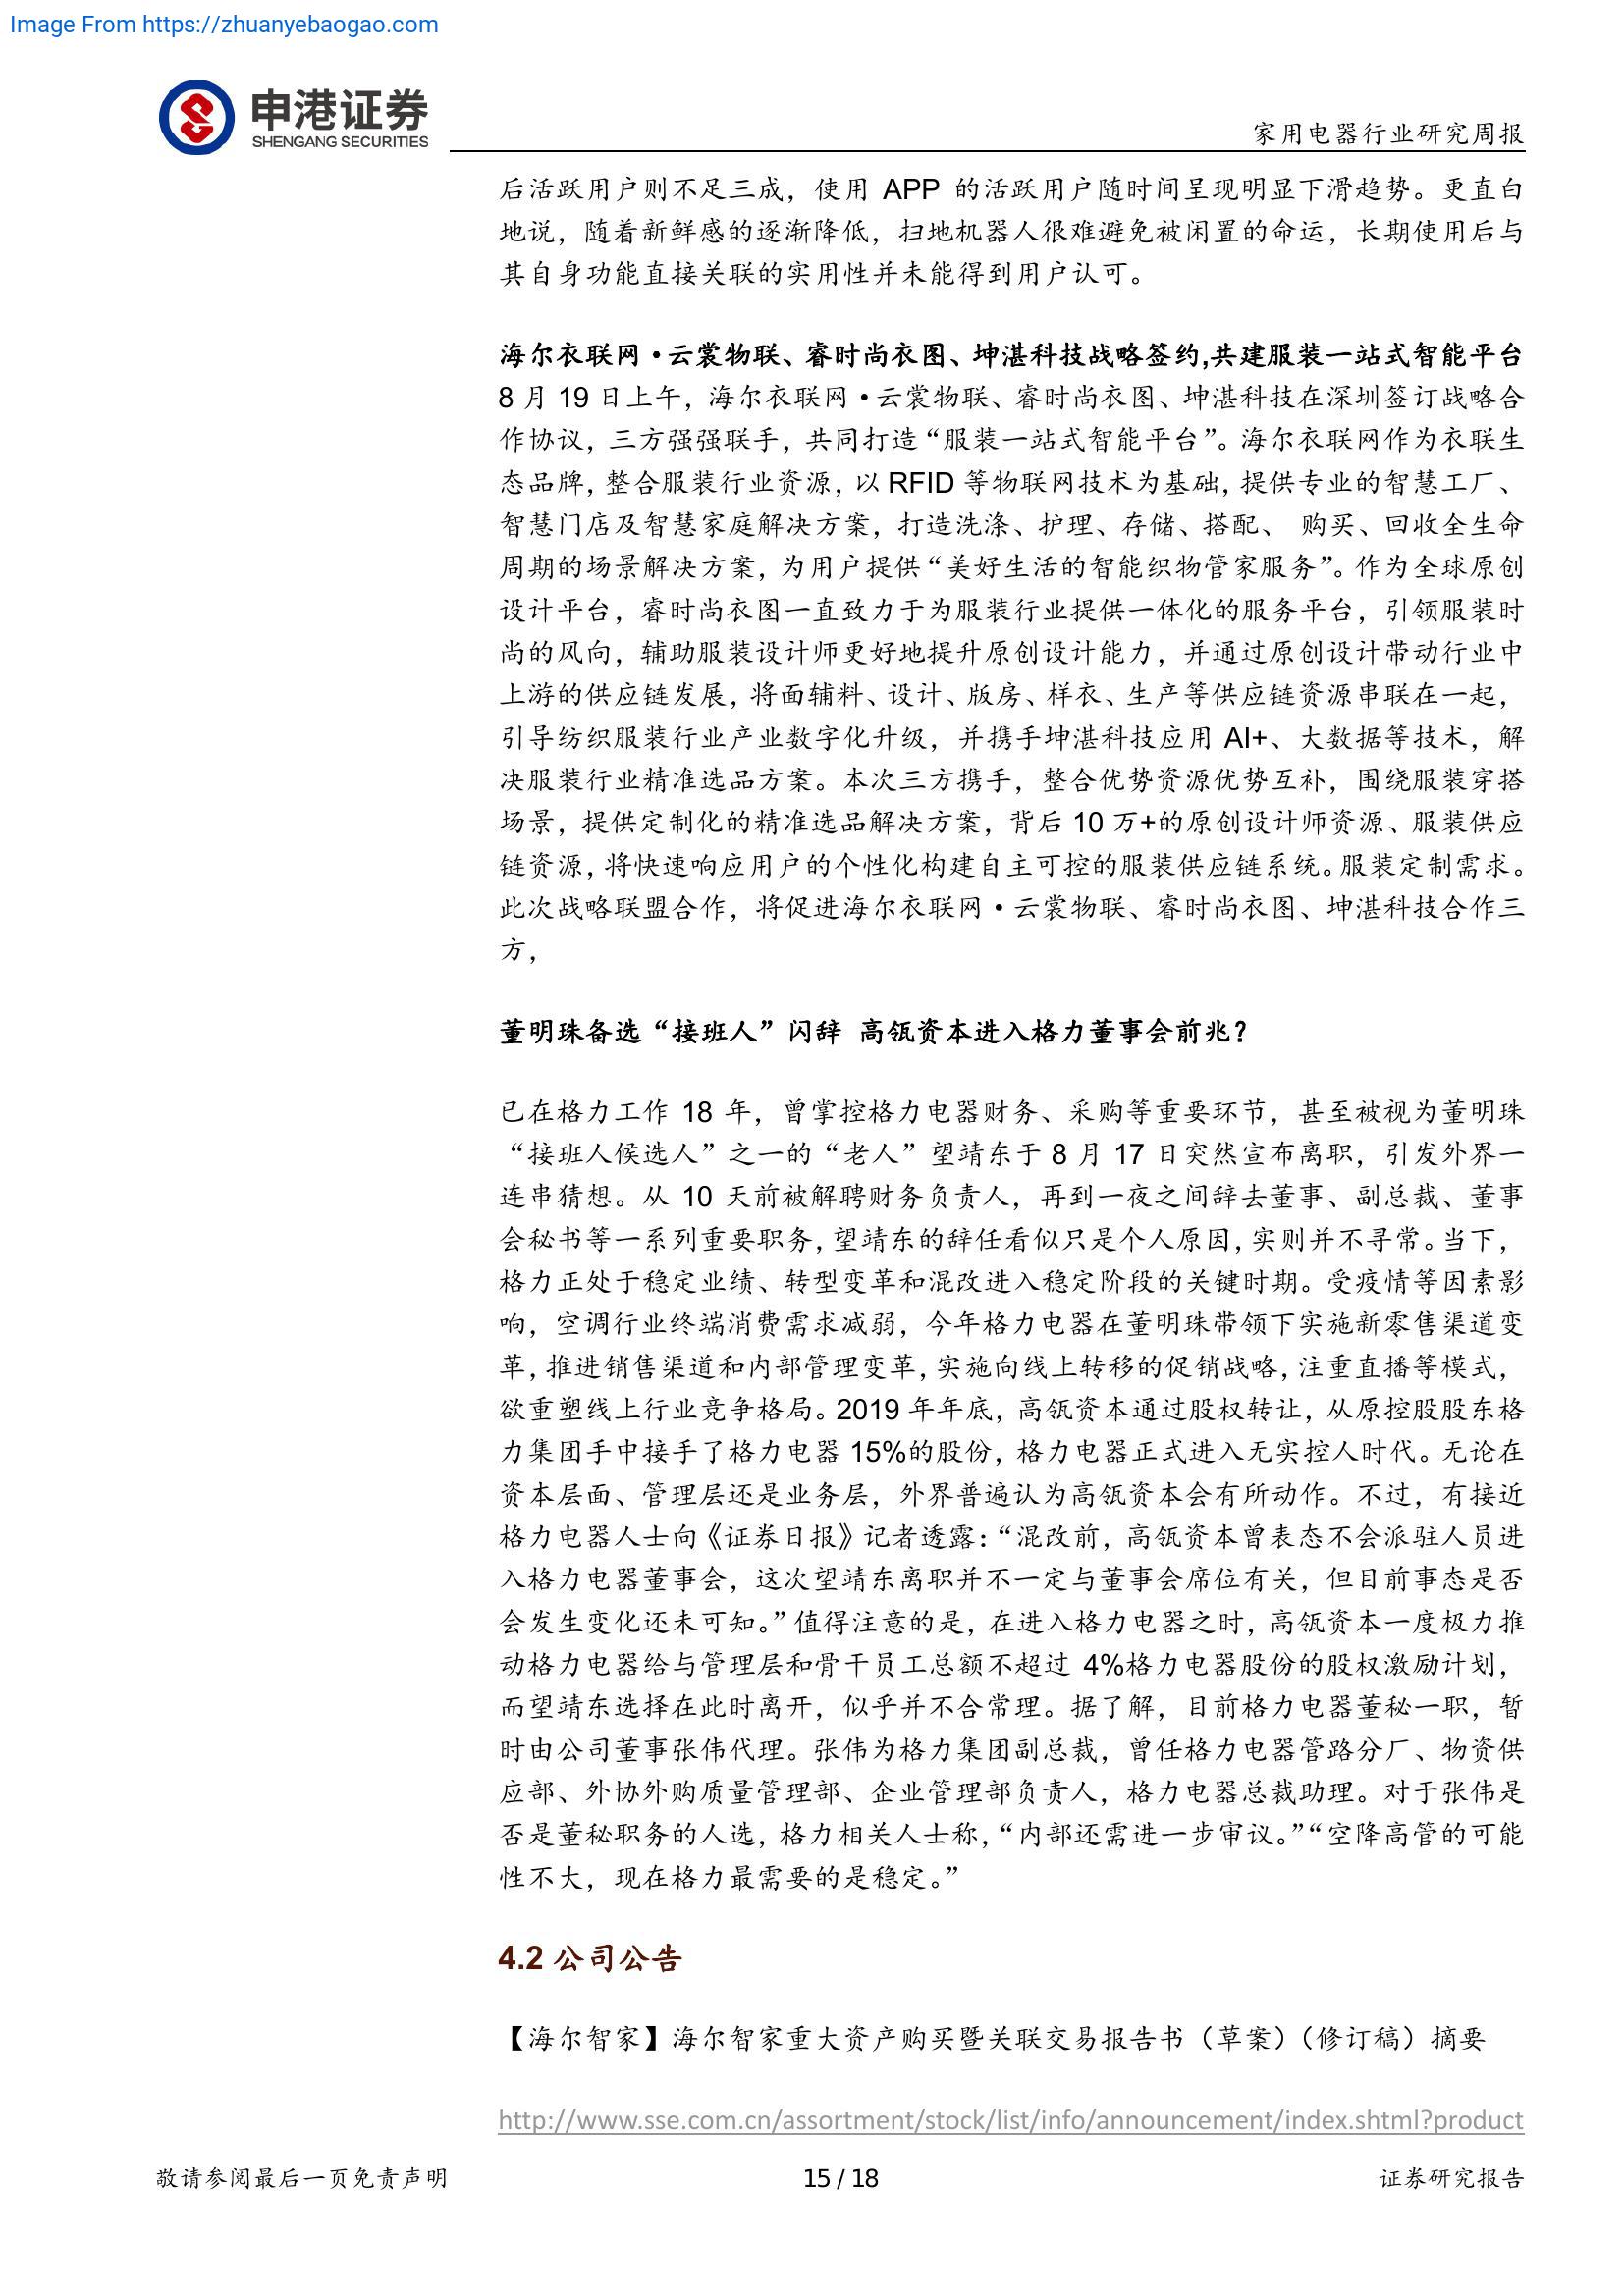 Image From https://zhuanyebaogao.com
申港证券
SHENGANG SECURITIES
家用电器行业研究周报
后活跃用户则不足三成，使用 APP 的活跃用户随时间呈现明显下滑趋势。更直白
地说，随着新鲜感的逐渐降低，扫地机器人很难避免被闲置的命运，长期使用后与
其自身功能直接关联的实用性并未能得到用户认可。
海尔衣联网·云裳物联、睿时尚衣图、坤湛科技战略签约,共建服装一站式智能平台
8 月 19 日上午，海尔衣联网·云裳物联、睿时尚衣图、坤湛科技在深圳签订战略合
作协议，三方强强联手，共同打造“服装一站式智能平台”。海尔衣联网作为衣联生
态品牌，整合服装行业资源，以 RFID 等物联网技术为基础，提供专业的智慧工厂、
智慧门店及智慧家庭解决方案，打造洗涤、护理、存储、搭配、 购买、回收全生命
周期的场景解决方案，为用户提供“美好生活的智能织物管家服务”。作为全球原创
设计平台，睿时尚衣图一直致力于为服装行业提供一体化的服务平台，引领服装时
尚的风向，辅助服装设计师更好地提升原创设计能力，并通过原创设计带动行业中
上游的供应链发展，将面辅料、设计、版房、样衣、生产等供应链资源串联在一起，
引导纺织服装行业产业数字化升级，并携手坤湛科技应用 AI+、大数据等技术，解
决服装行业精准选品方案。本次三方携手，整合优势资源优势互补，围绕服装穿搭
场景，提供定制化的精准选品解决方案，背后 10 万+的原创设计师资源、服装供应
链资源，将快速响应用户的个性化构建自主可控的服装供应链系统。服装定制需求。
此次战略联盟合作，将促进海尔衣联网·云裳物联、睿时尚衣图、坤湛科技合作三
方，
董明珠备选“接班人”闪辞 高瓴资本进入格力董事会前兆？
已在格力工作 18 年，曾掌控格力电器财务、采购等重要环节，甚至被视为董明珠
“接班人候选人”之一的“老人”望靖东于 8 月 17 日突然宣布离职，引发外界一
连串猜想。从 10 天前被解聘财务负责人，再到一夜之间辞去董事、副总裁、董事
会秘书等一系列重要职务，望靖东的辞任看似只是个人原因，实则并不寻常。当下，
格力正处于稳定业绩、转型变革和混改进入稳定阶段的关键时期。受疫情等因素影
响，空调行业终端消费需求减弱，今年格力电器在董明珠带领下实施新零售渠道变
革，推进销售渠道和内部管理变革，实施向线上转移的促销战略，注重直播等模式，
欲重塑线上行业竞争格局。2019 年年底，高瓴资本通过股权转让，从原控股股东格
力集团手中接手了格力电器 15%的股份，格力电器正式进入无实控人时代。无论在
资本层面、管理层还是业务层，外界普遍认为高瓴资本会有所动作。不过，有接近
格力电器人士向《证券日报》记者透露：“混改前，高瓴资本曾表态不会派驻人员进
入格力电器董事会，这次望靖东离职并不一定与董事会席位有关，但目前事态是否
会发生变化还未可知。”值得注意的是，在进入格力电器之时，高瓴资本一度极力推
动格力电器给与管理层和骨干员工总额不超过 4%格力电器股份的股权激励计划，
而望靖东选择在此时离开，似乎并不合常理。据了解，目前格力电器董秘一职，暂
时由公司董事张伟代理。张伟为格力集团副总裁，曾任格力电器管路分厂、物资供
应部、外协外购质量管理部、企业管理部负责人，格力电器总裁助理。对于张伟是
否是董秘职务的人选，格力相关人士称，“内部还需进一步审议。”“空降高管的可能
性不大，现在格力最需要的是稳定。”
4.2 公司公告
【海尔智家】海尔智家重大资产购买暨关联交易报告书（草案）（修订稿）摘要
http://www.sse.com.cn/assortment/stock/list/info/announcement/index.shtml?product
敬请参阅最后一页免责声明
15 / 18
证券研究报告